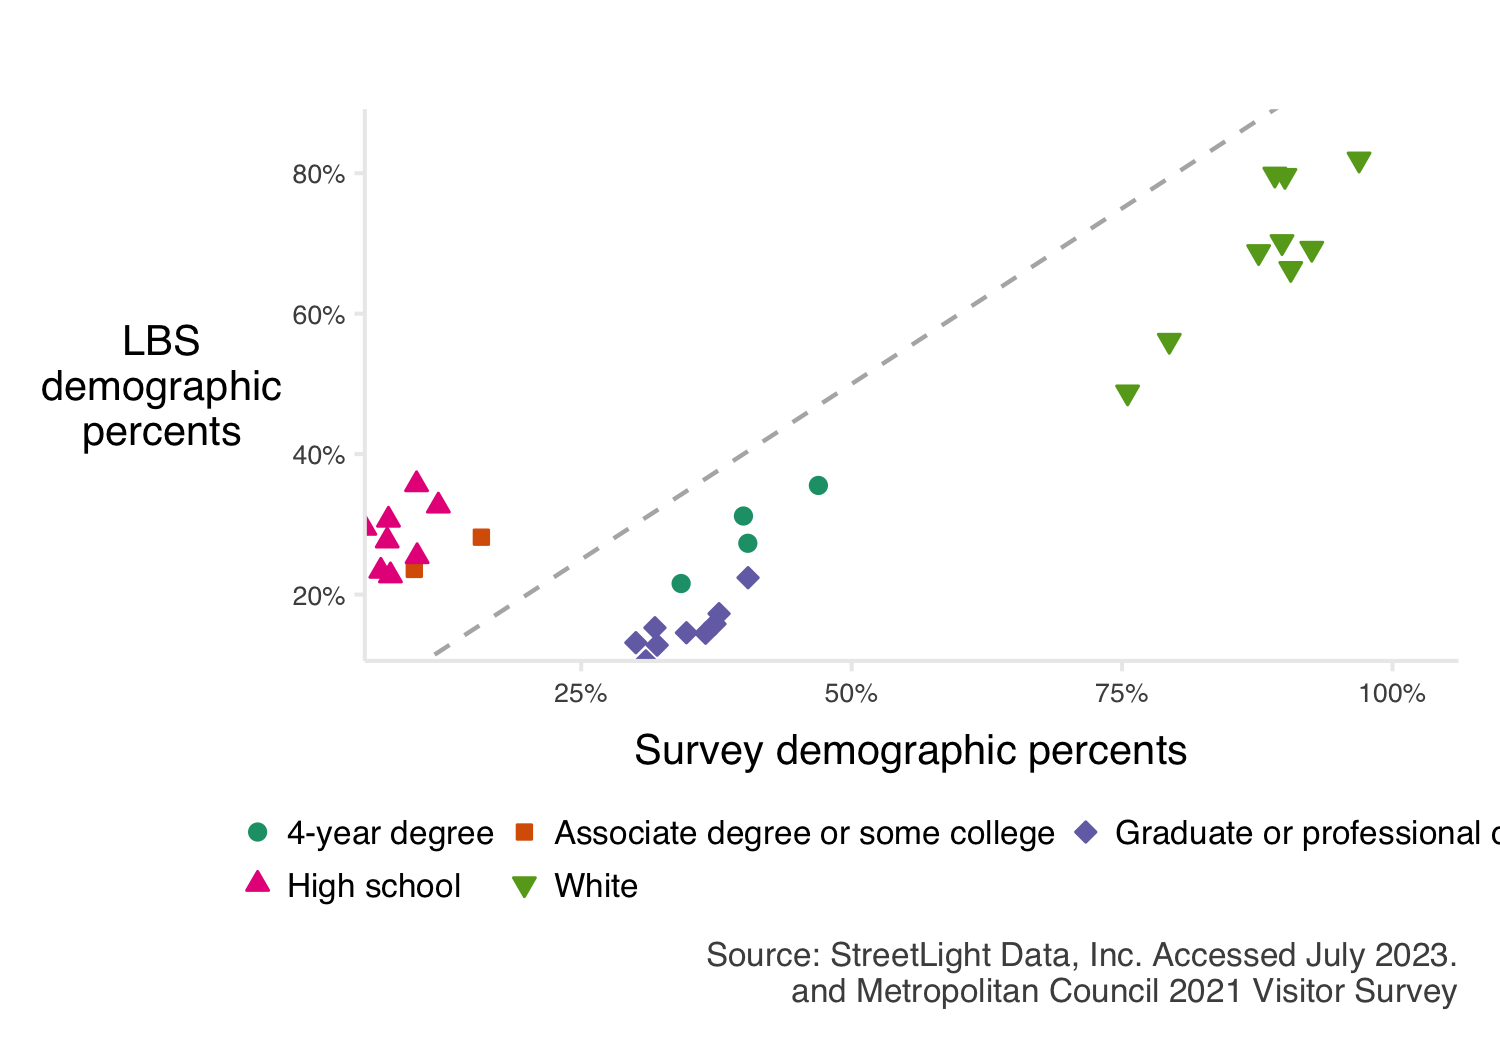 80%
60%
40%
20%
LBS
demographic
percents
25% 50% 75% 100%
Survey demographic percents
4-year degree Associate degree or some college Graduate or professional
High school White
Source: StreetLight Data, Inc. Accessed July 2023.
and Metropolitan Council 2021 Visitor Survey